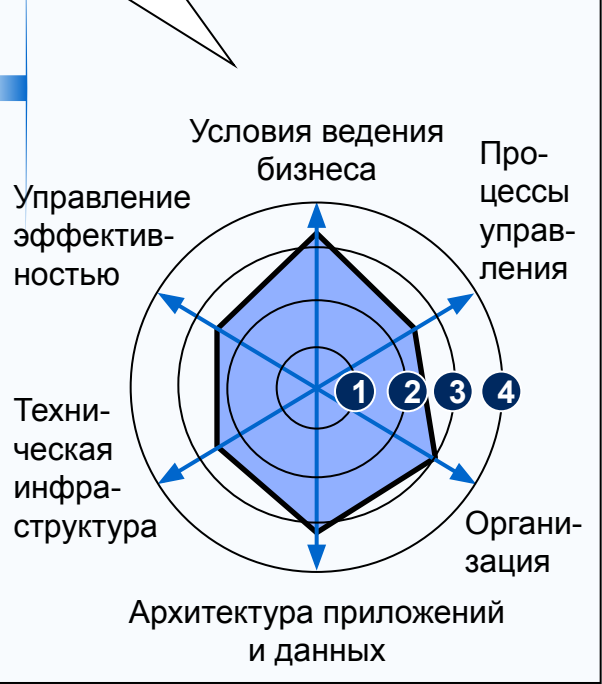 Условия ведения
бизнеса
Про-
цессы
управ-
ления
Управление
эффектив-
ностью
1 2 3 4
Техни-
ческая
инфра-
структура
Органи-
зация
Архитектура приложений
и данных